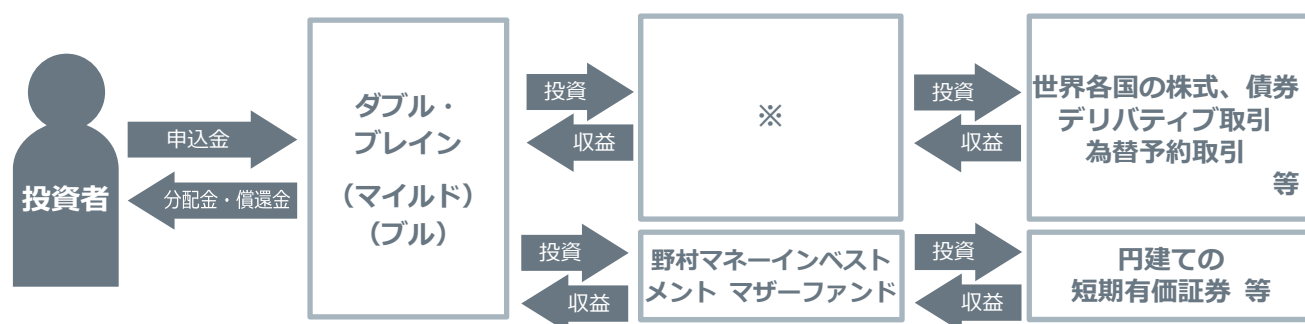 投資者
申込金
分配金・償還金
ダブル・
ブレイン
（マイルド）
（ブル）
投資
収益
※
投資
収益
世界各国の株式、債券
デリバティブ取引
為替予約取引
等
投資
収益
野村マネーインベスト
メント マザーファンド
投資
収益
円建ての
短期有価証券 等